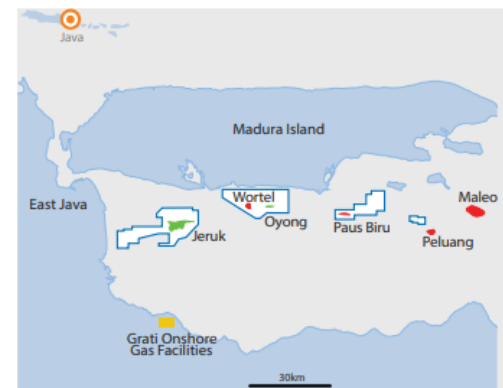 Java
Madura Island
East Java
Wortel
Oyong
Jeruk
Paus Biru
Maleo
Peluang
Grati Onshore
Gas Facilities
30km